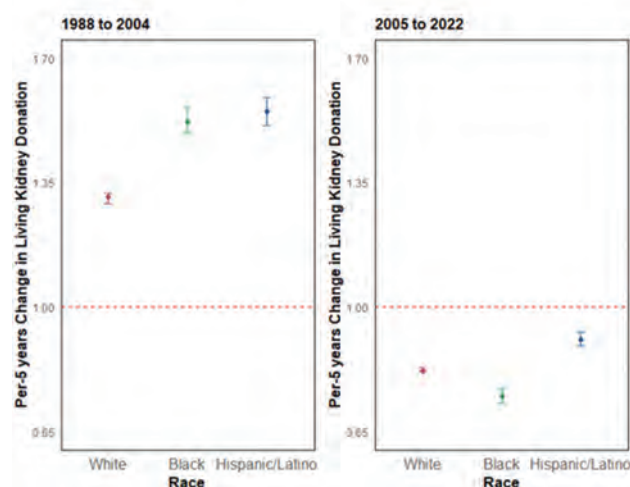 1988 to 2004
Per-5 years Change in Living Kidney Donation
1.70
1.35
1.00
0.65
White
Black
Hispanic/Latino
Race
2005 to 2022
Per-5 years Change in Living Kidney Donation
1.70
1.35
1.00
0.65
White
Black
Hispanic/Latino
Race